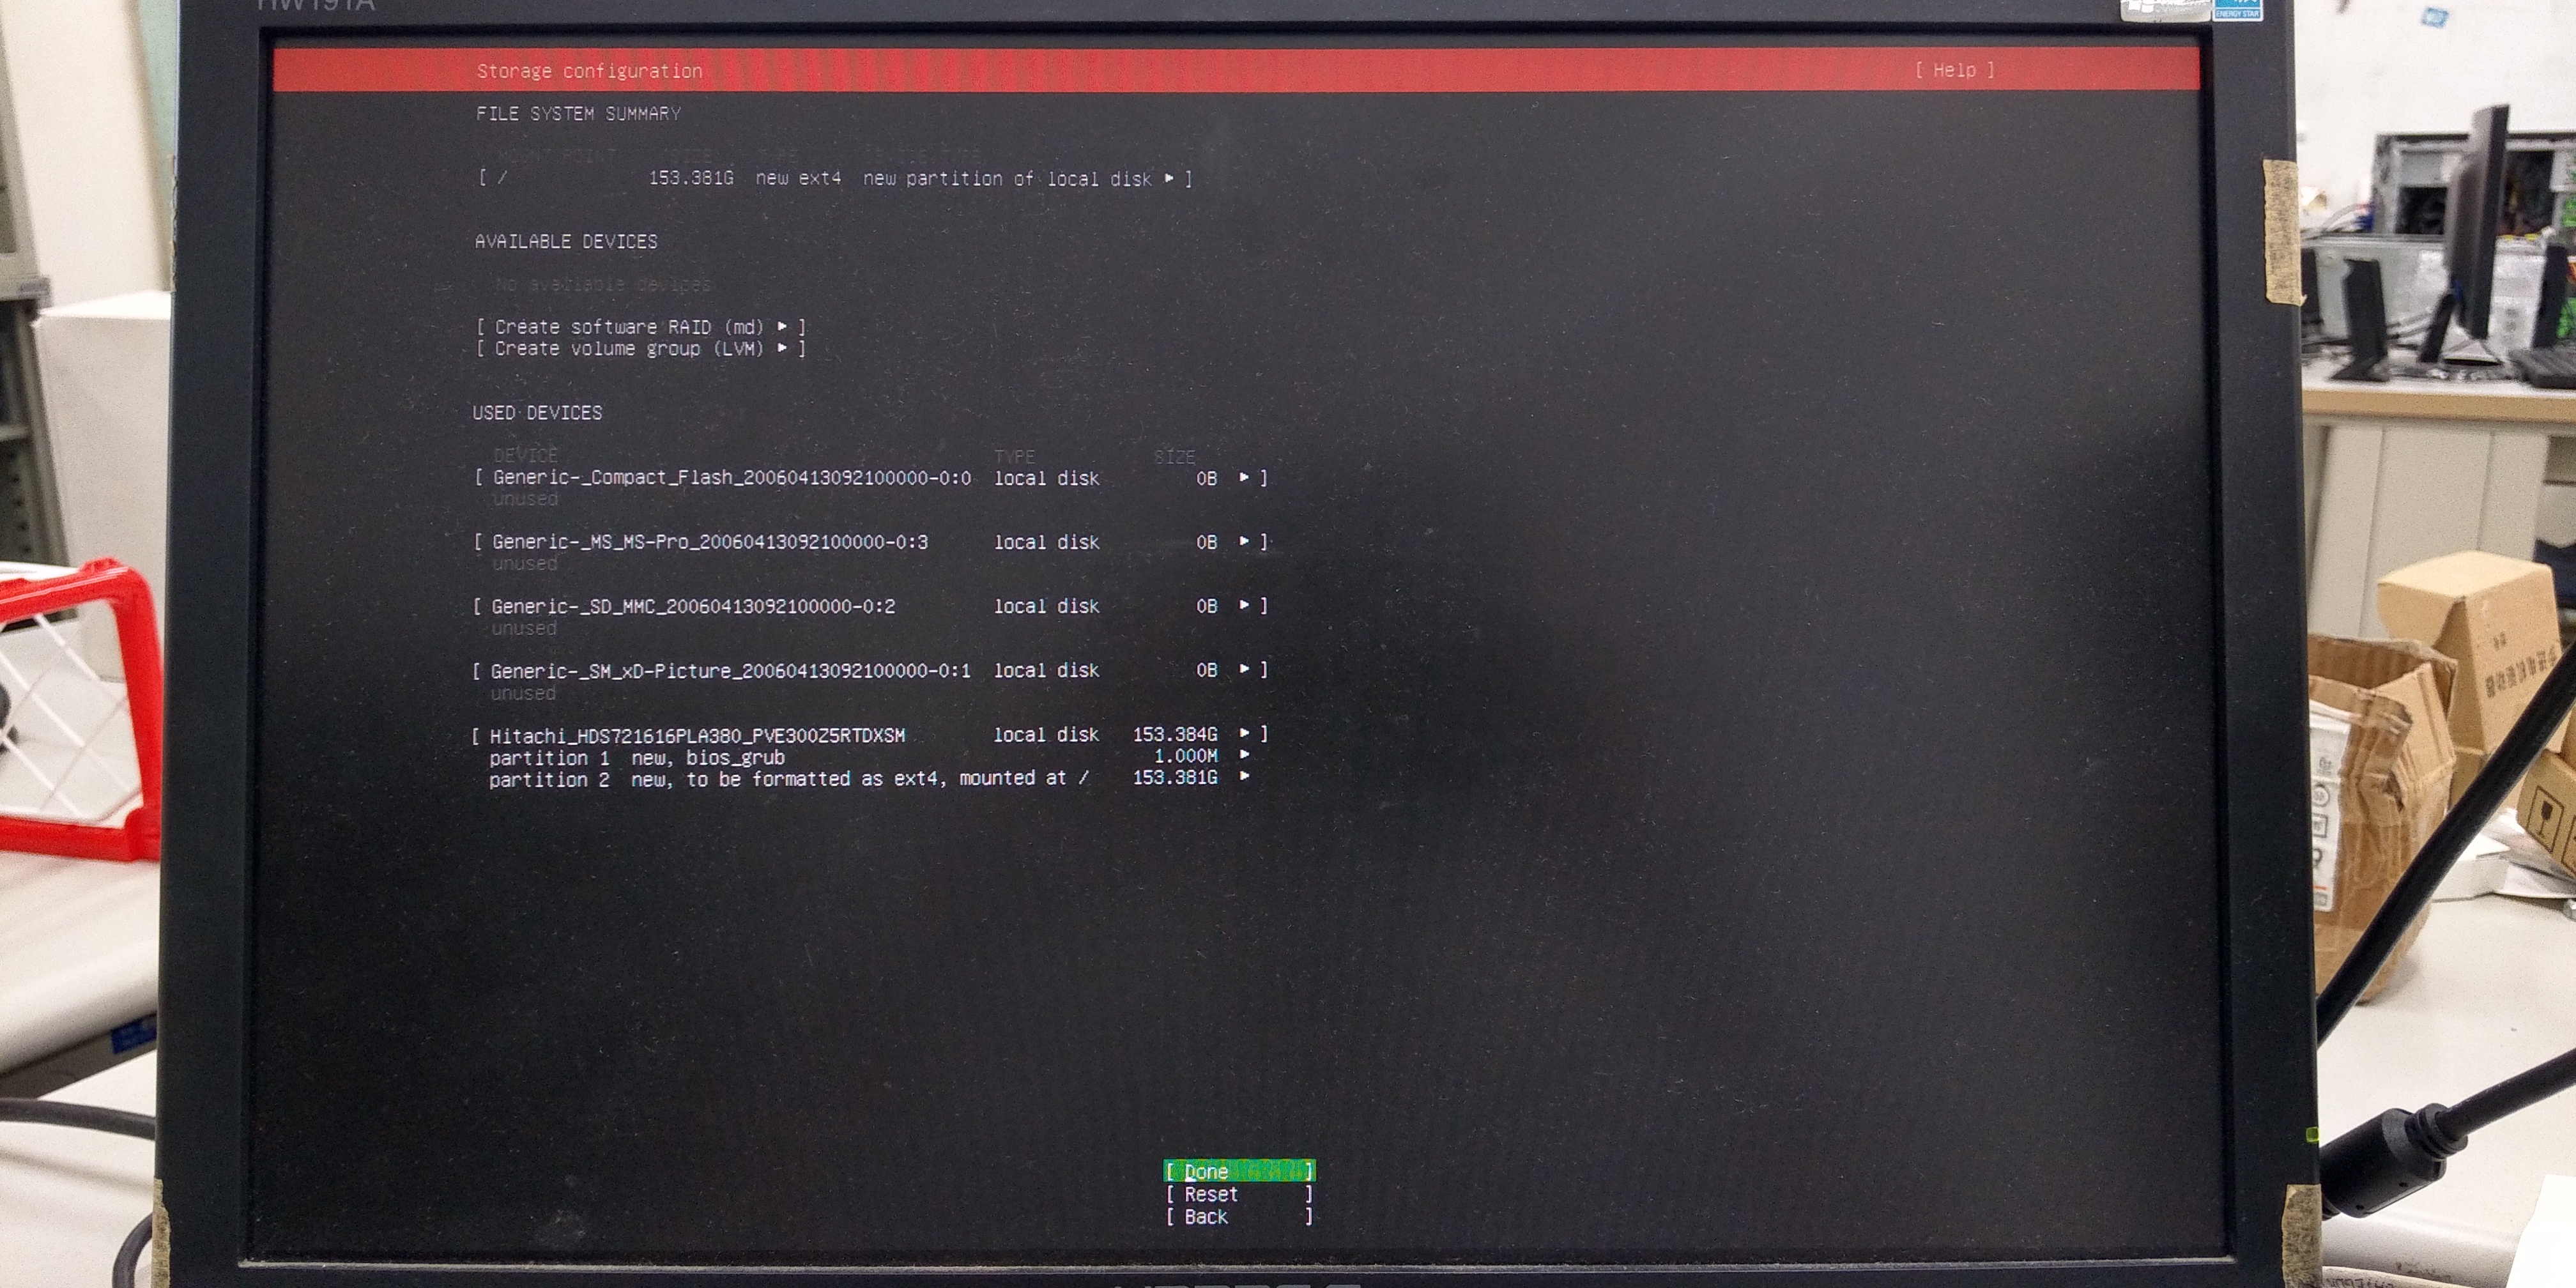 HW191A
ENERGY STAR
Storage configuration [ Help ]
FILE SYSTEM SUMMARY
MOUNT POINT SIZE TYPE DEVICE TYPE
[ / 153.381G new ext4 new partition of local disk ▸ ]
AVAILABLE DEVICES
No available devices
[ Create software RAID (md) ▸ ]
[ Create volume group (LVM) ▸ ]
USED DEVICES
DEVICE TYPE SIZE
[ Generic-_Compact_Flash_20060413092100000-0:0 local disk 0B ▸ ]
unused
[ Generic-_MS_MS-Pro_20060413092100000-0:3 local disk 0B ▸ ]
unused
[ Generic-_SD_MMC_20060413092100000-0:2 local disk 0B ▸ ]
unused
[ Generic-_SM_xD-Picture_20060413092100000-0:1 local disk 0B ▸ ]
unused
[ Hitachi_HDS721616PLA380_PVE300Z5RTDXSM local disk 153.384G ▸ ]
partition 1 new, bios_grub 1.000M ▸
partition 2 new, to be formatted as ext4, mounted at / 153.381G ▸
[ Done ]
[ Reset ]
[ Back ]